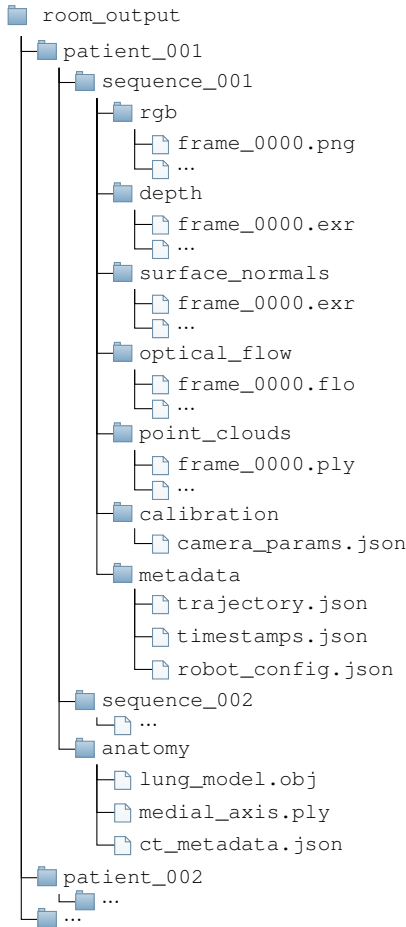 room_output
patient_001
sequence_001
rgb
frame_0000.png
...
depth
frame_0000.exr
...
surface_normals
frame_0000.exr
...
optical_flow
frame_0000.flo
...
point_clouds
frame_0000.ply
...
calibration
camera_params.json
metadata
trajectory.json
timestamps.json
robot_config.json
sequence_002
...
anatomy
lung_model.obj
medial_axis.ply
ct_metadata.json
patient_002
...
...